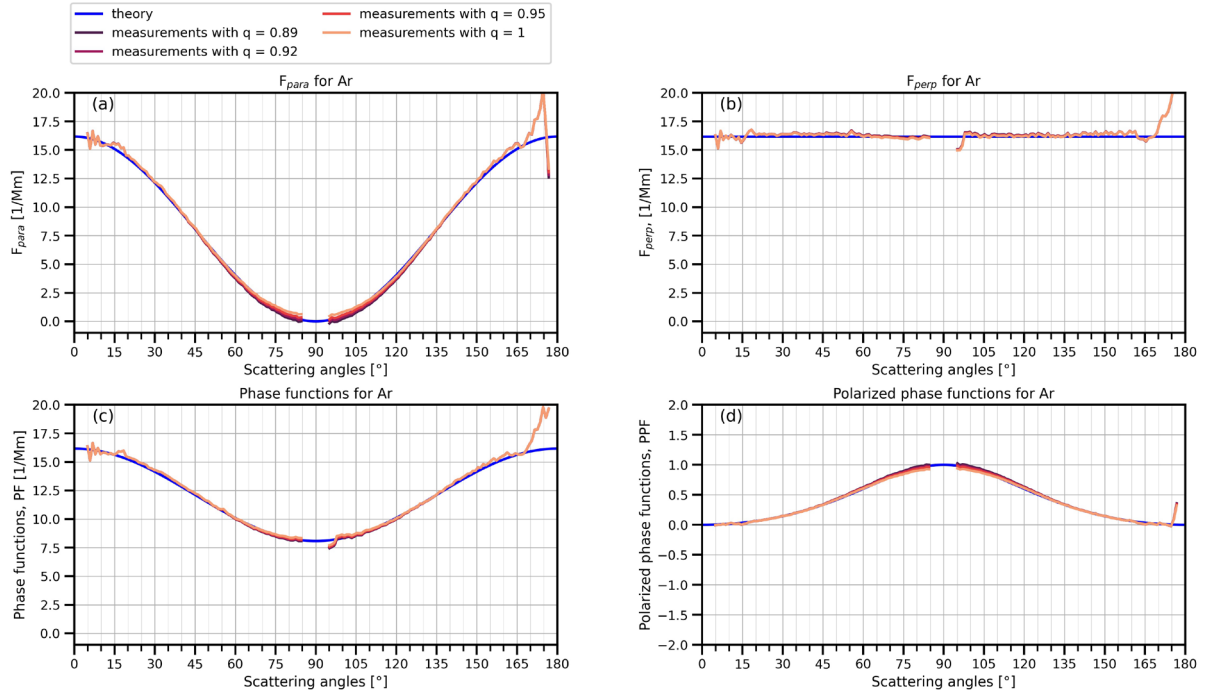 theory
measurements with q = 0.89
measurements with q = 0.92
measurements with q = 0.95
measurements with q = 1
F_para for Ar
(a)
20.0
17.5
15.0
12.5
10.0
7.5
5.0
2.5
0.0
F_para [1/Mm]
0 15 30 45 60 75 90 105 120 135 150 165 180
Scattering angles [°]
F_perp for Ar
(b)
20.0
17.5
15.0
12.5
10.0
7.5
5.0
2.5
0.0
F_perp, [1/Mm]
0 15 30 45 60 75 90 105 120 135 150 165 180
Scattering angles [°]
Phase functions for Ar
(c)
20.0
17.5
15.0
12.5
10.0
7.5
5.0
2.5
0.0
Phase functions, PF [1/Mm]
0 15 30 45 60 75 90 105 120 135 150 165 180
Scattering angles [°]
Polarized phase functions for Ar
(d)
2.0
1.5
1.0
0.5
0.0
−0.5
−1.0
−1.5
−2.0
Polarized phase functions, PPF
0 15 30 45 60 75 90 105 120 135 150 165 180
Scattering angles [°]